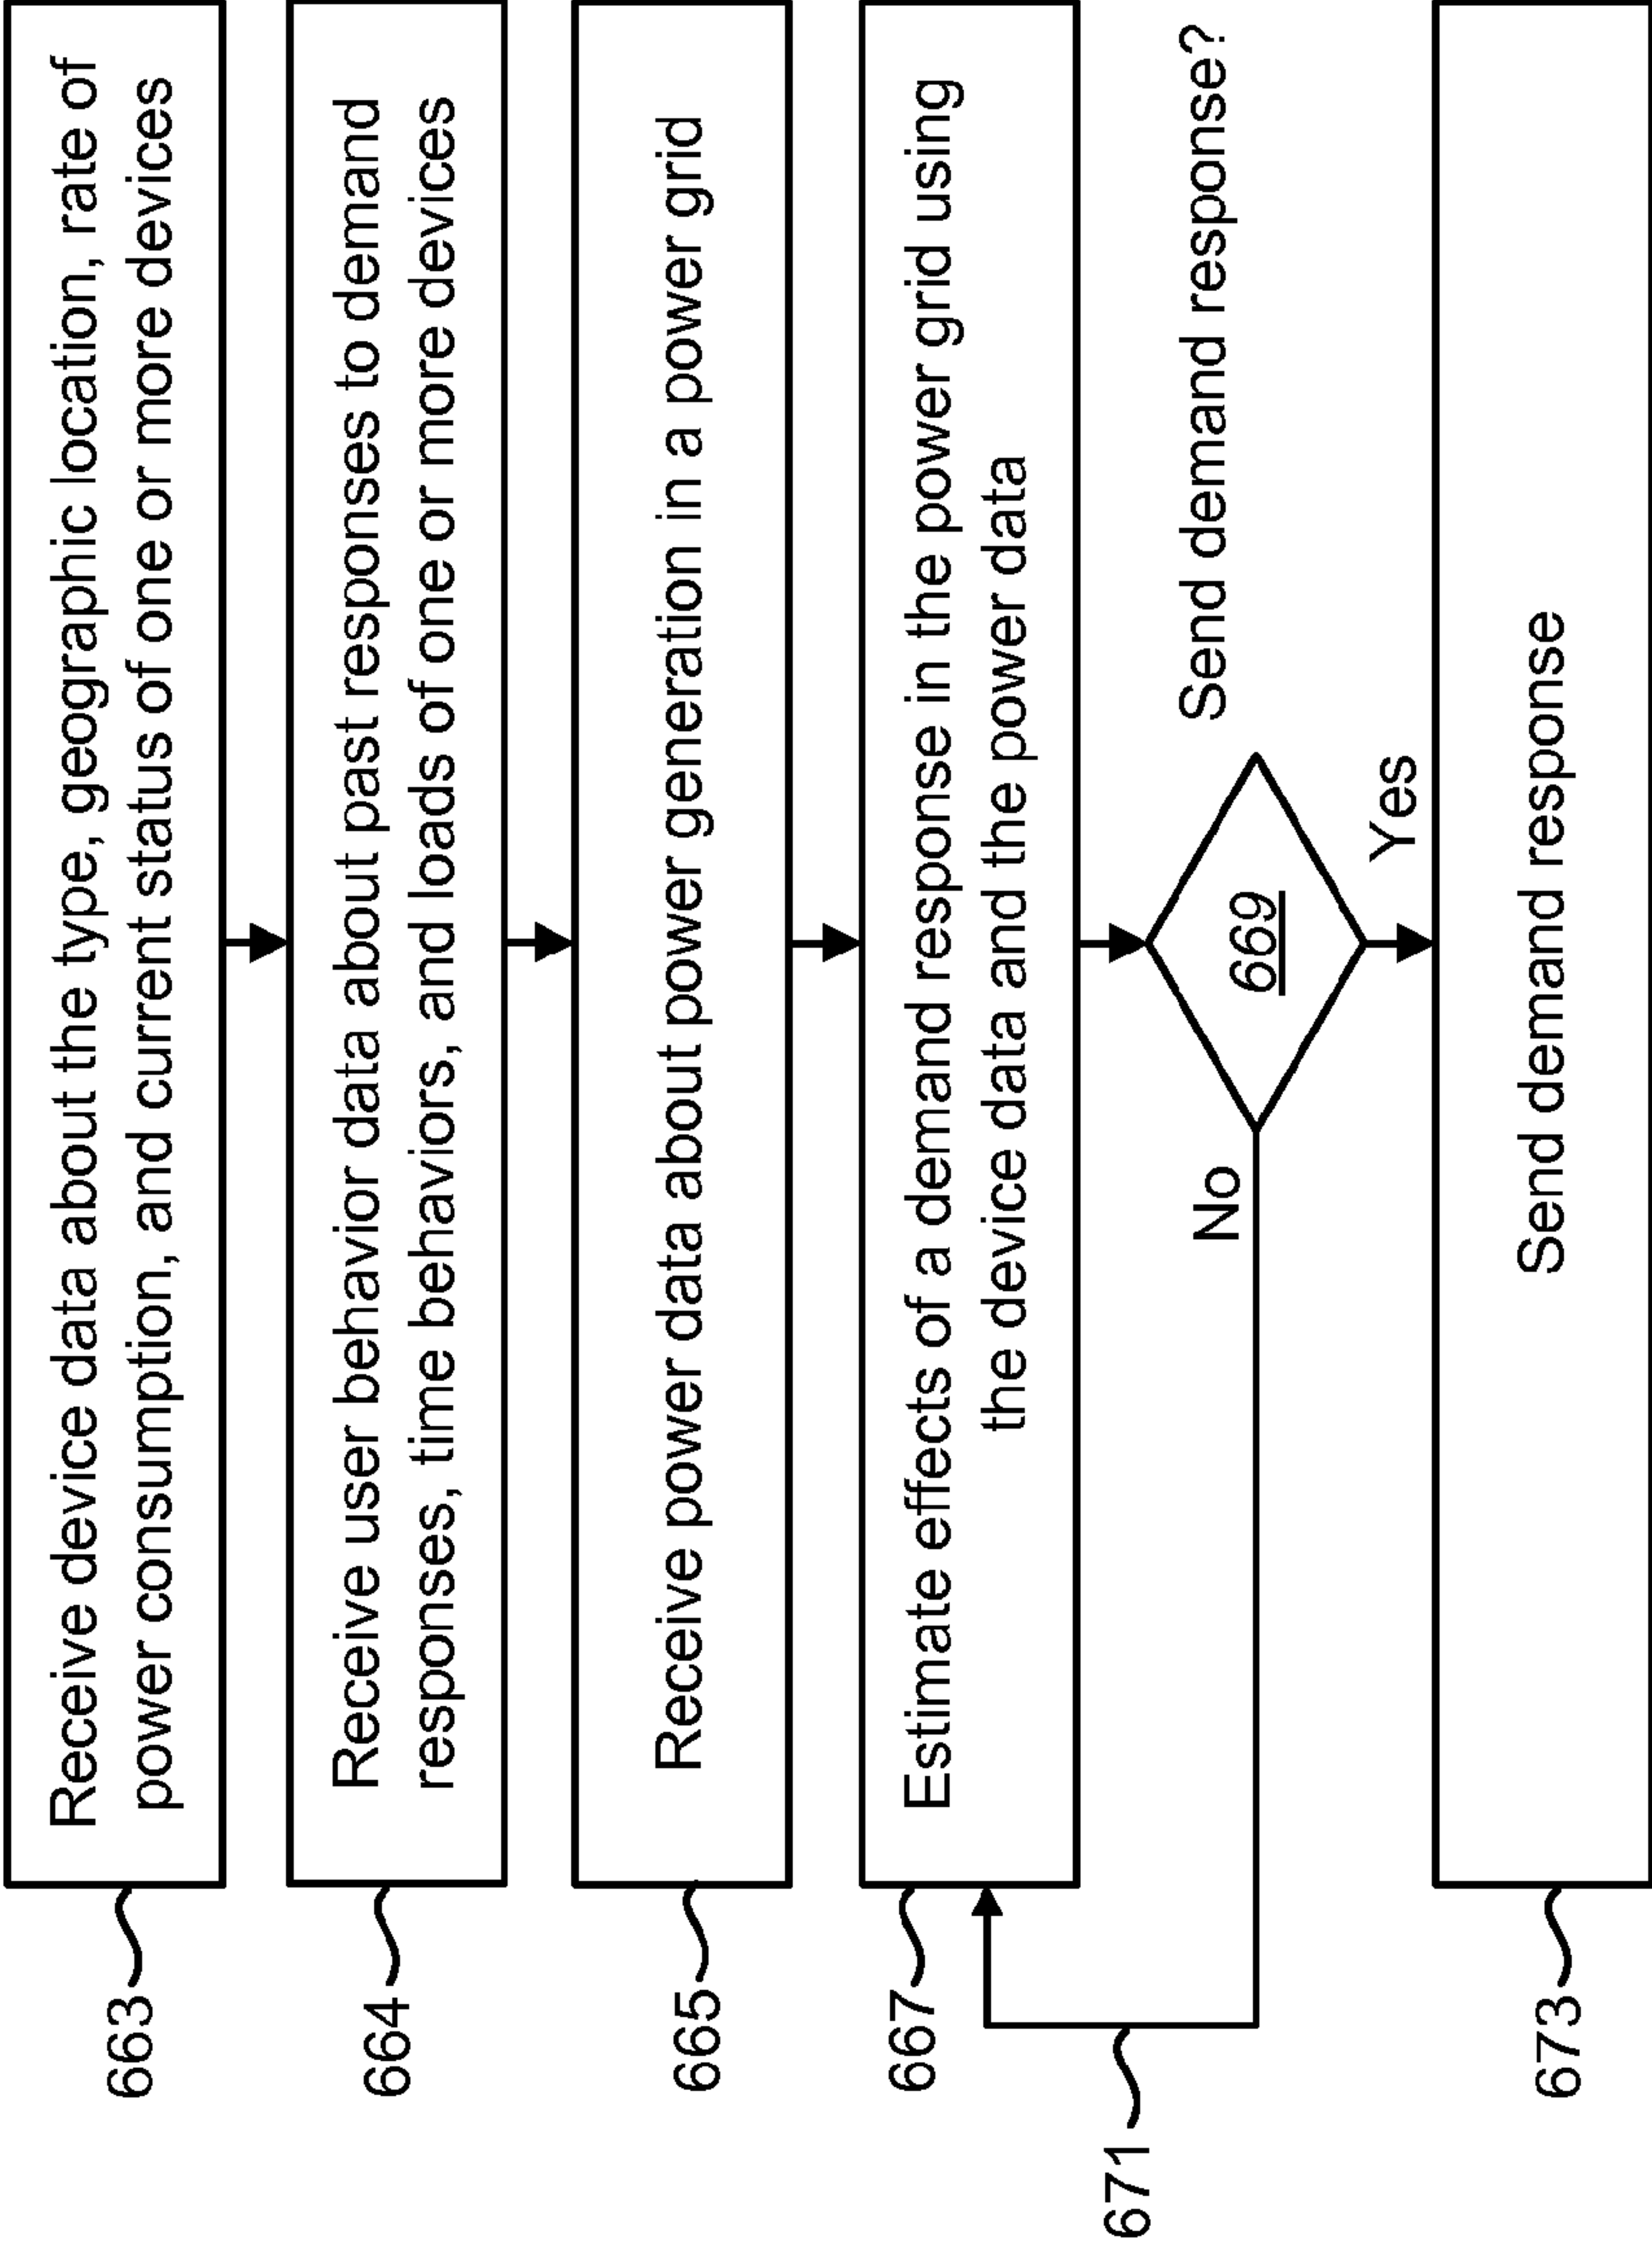 663
Receive device data about the type, geographic location, rate of
power consumption, and current status of one or more devices
664
Receive user behavior data about past responses to demand
responses, time behaviors, and loads of one or more devices
665
Receive power data about power generation in a power grid
667
Estimate effects of a demand response in the power grid using
the device data and the power data
671
No
669
Send demand response?
Yes
673
Send demand response